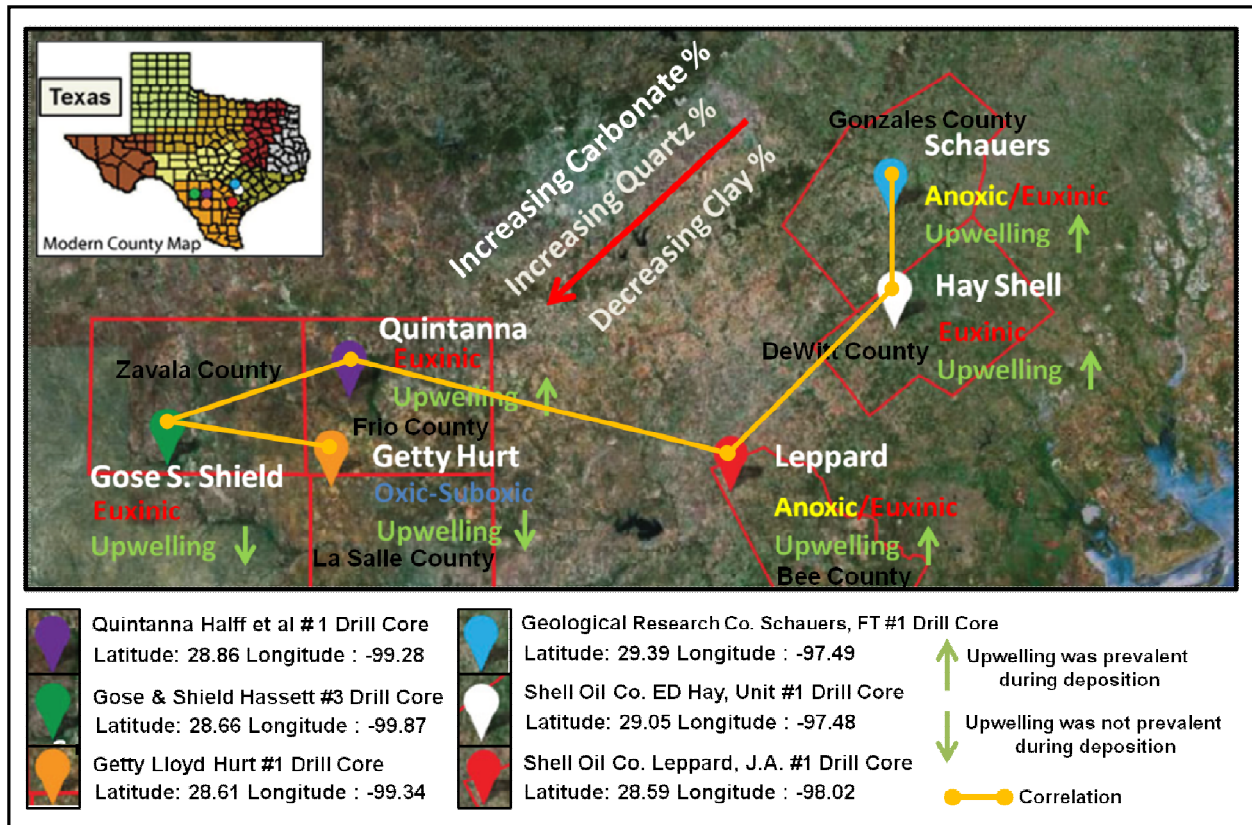 Texas
Modern County Map
Increasing Carbonate %
Increasing Quartz %
Decreasing Clay %
Gonzales County
Schauers
Anoxic/Euxinic
Upwelling
Hay Shell
Euxinic
Upwelling
DeWitt County
Quintanna
Euxinic
Upwelling
Zavala County
Frio County
Getty Hurt
Oxic-Suboxic
Upwelling
La Salle County
Gose S. Shield
Euxinic
Upwelling
Leppard
Anoxic/Euxinic
Upwelling
Bee County
Quintanna Halff et al #1 Drill Core
Latitude: 28.86 Longitude : -99.28
Gose & Shield Hassett #3 Drill Core
Latitude: 28.66 Longitude : -99.87
Getty Lloyd Hurt #1 Drill Core
Latitude: 28.61 Longitude : -99.34
Geological Research Co. Schauers, FT #1 Drill Core
Latitude: 29.39 Longitude : -97.49
Shell Oil Co. ED Hay, Unit #1 Drill Core
Latitude: 29.05 Longitude : -97.48
Shell Oil Co. Leppard, J.A. #1 Drill Core
Latitude: 28.59 Longitude : -98.02
Upwelling was prevalent
during deposition
Upwelling was not prevalent
during deposition
Correlation